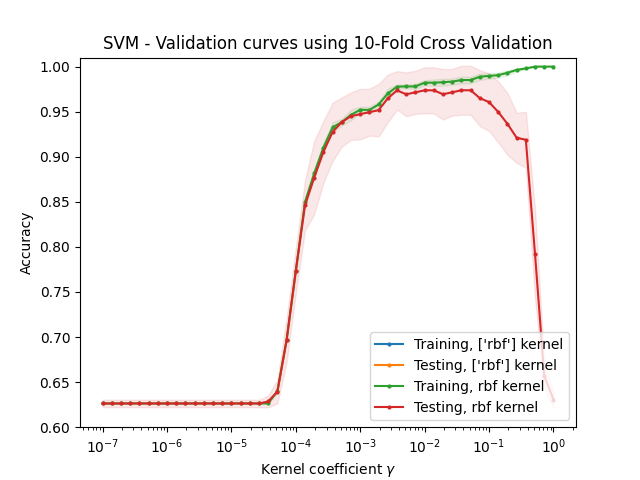 SVM - Validation curves using 10-Fold Cross Validation
Accuracy
1.00
0.95
0.90
0.85
0.80
0.75
0.70
0.65
0.60
Training, ['rbf'] kernel
Testing, ['rbf'] kernel
Training, rbf kernel
Testing, rbf kernel
10⁻⁷ 10⁻⁶ 10⁻⁵ 10⁻⁴ 10⁻³ 10⁻² 10⁻¹ 10⁰
Kernel coefficient γ